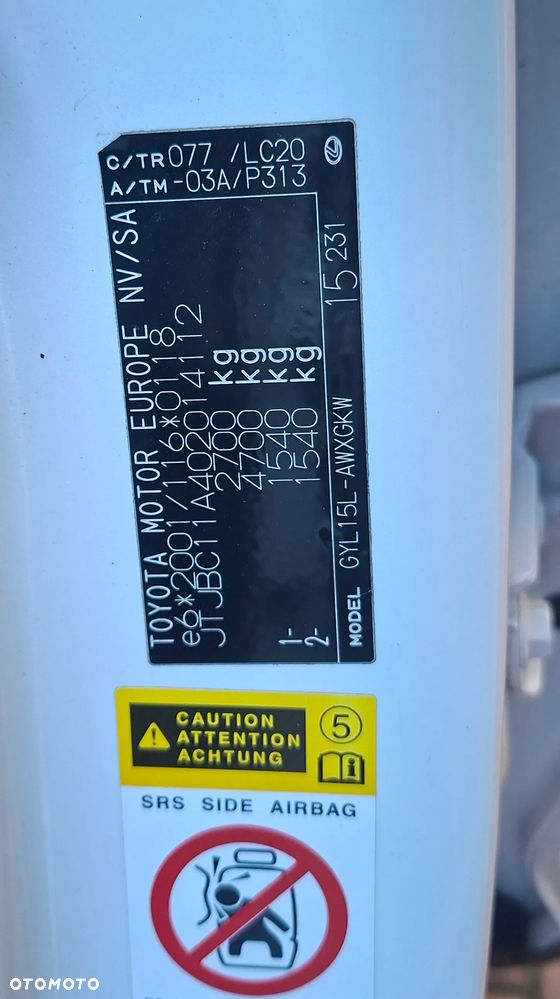 TOYOTA MOTOR EUROPE NV/SA
e6*2001/116*0118
JTJBC11A402014112
2700 kg
4700 kg
1- 1540 kg
2- 1540 kg
MODEL GYL15L-AWXGKW 15 231
C/TR 077 /LC20
A/TM -03A/P313
CAUTION
ATTENTION
ACHTUNG
5
i
SRS SIDE AIRBAG
OTOMOTO